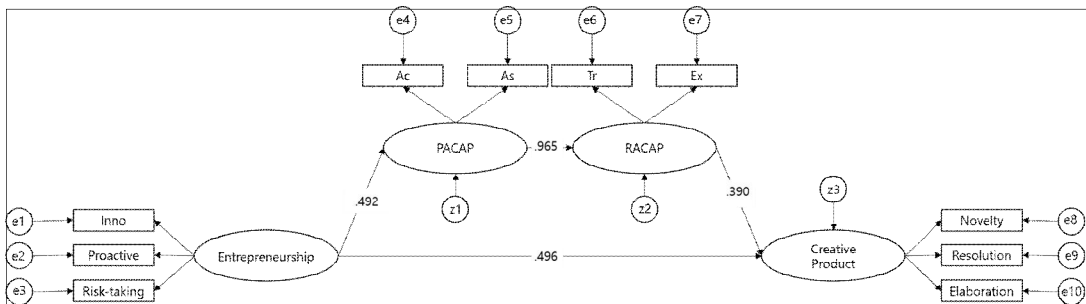 e4
e5
e6
e7
Ac
As
Tr
Ex
PACAP
.965
RACAP
.492
z1
z2
.390
z3
e1
Inno
e2
Proactive
e3
Risk-taking
Entrepreneurship
.496
Creative
Product
Novelty
e8
Resolution
e9
Elaboration
e10